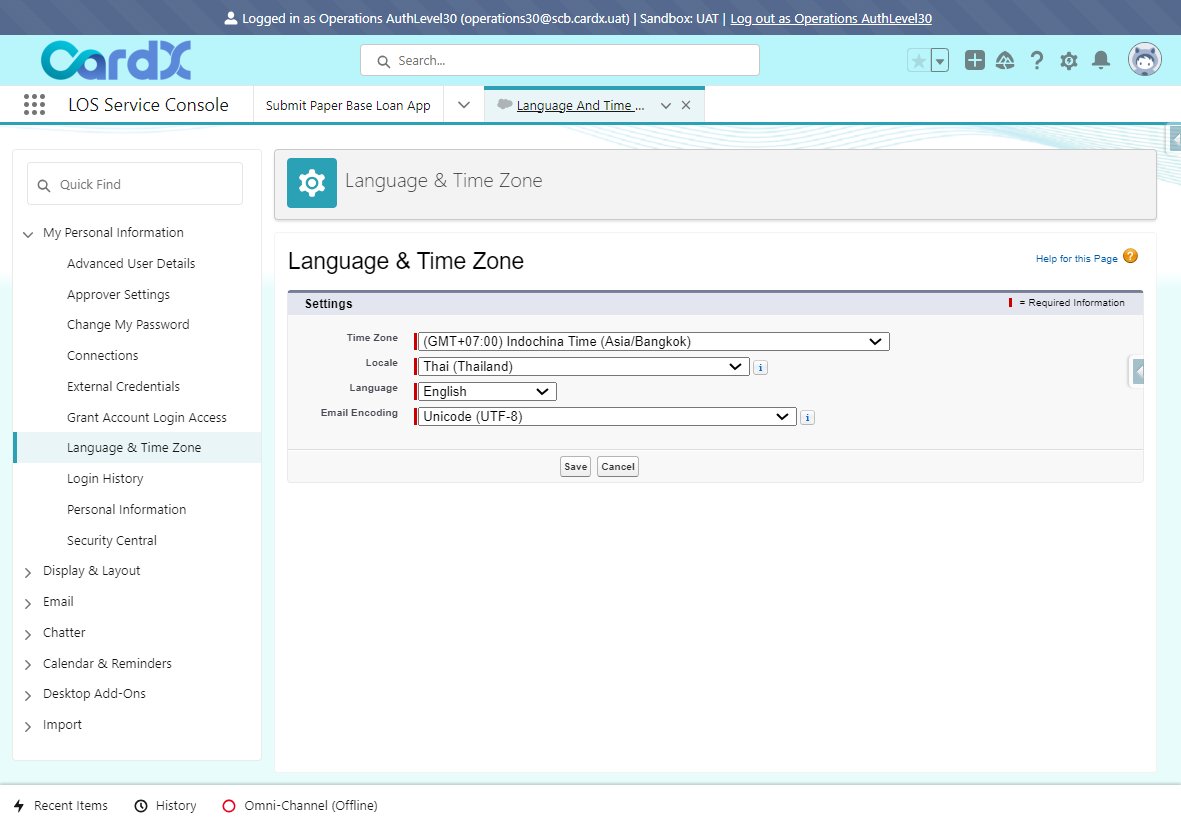 Logged in as Operations AuthLevel30 (operations30@scb.cardx.uat) | Sandbox: UAT | Log out as Operations AuthLevel30
CardX
Search...
LOS Service Console
Submit Paper Base Loan App
Language And Time ...
Quick Find
My Personal Information
Advanced User Details
Approver Settings
Change My Password
Connections
External Credentials
Grant Account Login Access
Language & Time Zone
Login History
Personal Information
Security Central
Display & Layout
Email
Chatter
Calendar & Reminders
Desktop Add-Ons
Import
Language & Time Zone
Language & Time Zone
Help for this Page ?
Settings
= Required Information
Time Zone (GMT+07:00) Indochina Time (Asia/Bangkok)
Locale Thai (Thailand) i
Language English
Email Encoding Unicode (UTF-8) i
Save Cancel
Recent Items History Omni-Channel (Offline)